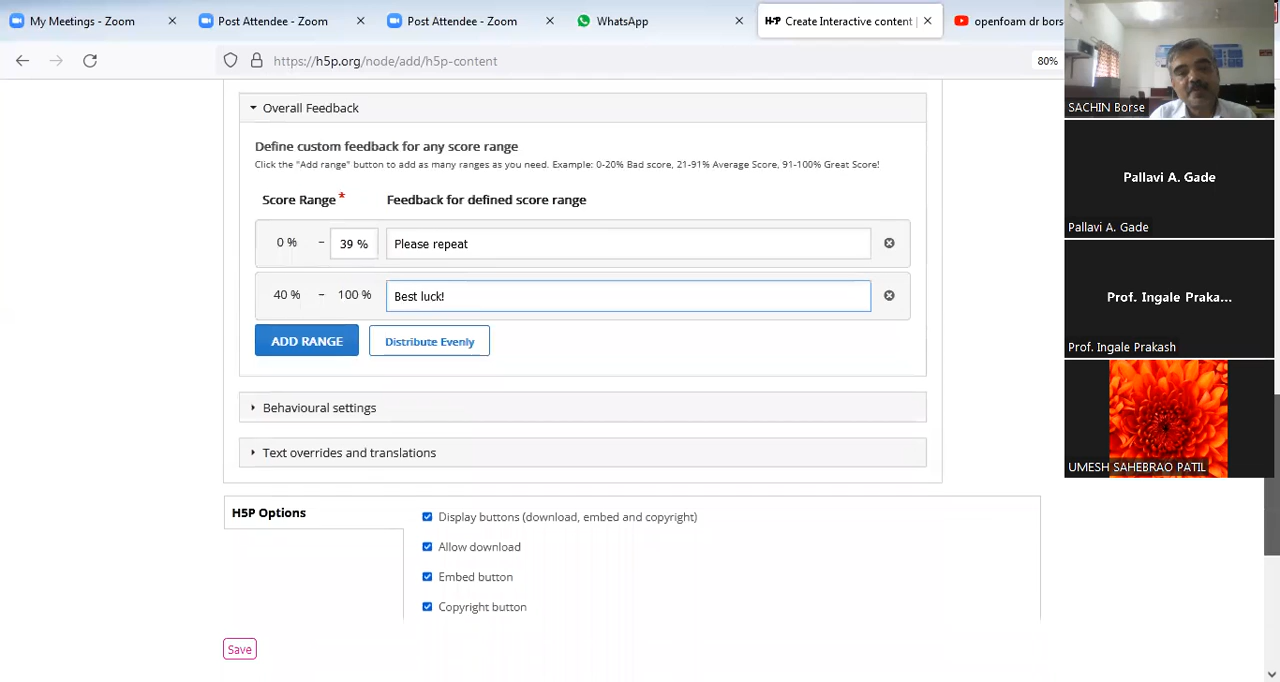 My Meetings - Zoom
Post Attendee - Zoom
Post Attendee - Zoom
WhatsApp
H-P Create Interactive content |
openfoam dr bors
https://h5p.org/node/add/h5p-content
80%
Overall Feedback
Define custom feedback for any score range
Click the "Add range" button to add as many ranges as you need. Example: 0-20% Bad score, 21-91% Average Score, 91-100% Great Score!
Score Range * Feedback for defined score range
0 % – 39 % Please repeat
40 % – 100 % Best luck!
ADD RANGE Distribute Evenly
Behavioural settings
Text overrides and translations
H5P Options
Display buttons (download, embed and copyright)
Allow download
Embed button
Copyright button
Save
SACHIN Borse
Pallavi A. Gade
Pallavi A. Gade
Prof. Ingale Praka...
Prof. Ingale Prakash
UMESH SAHEBRAO PATIL